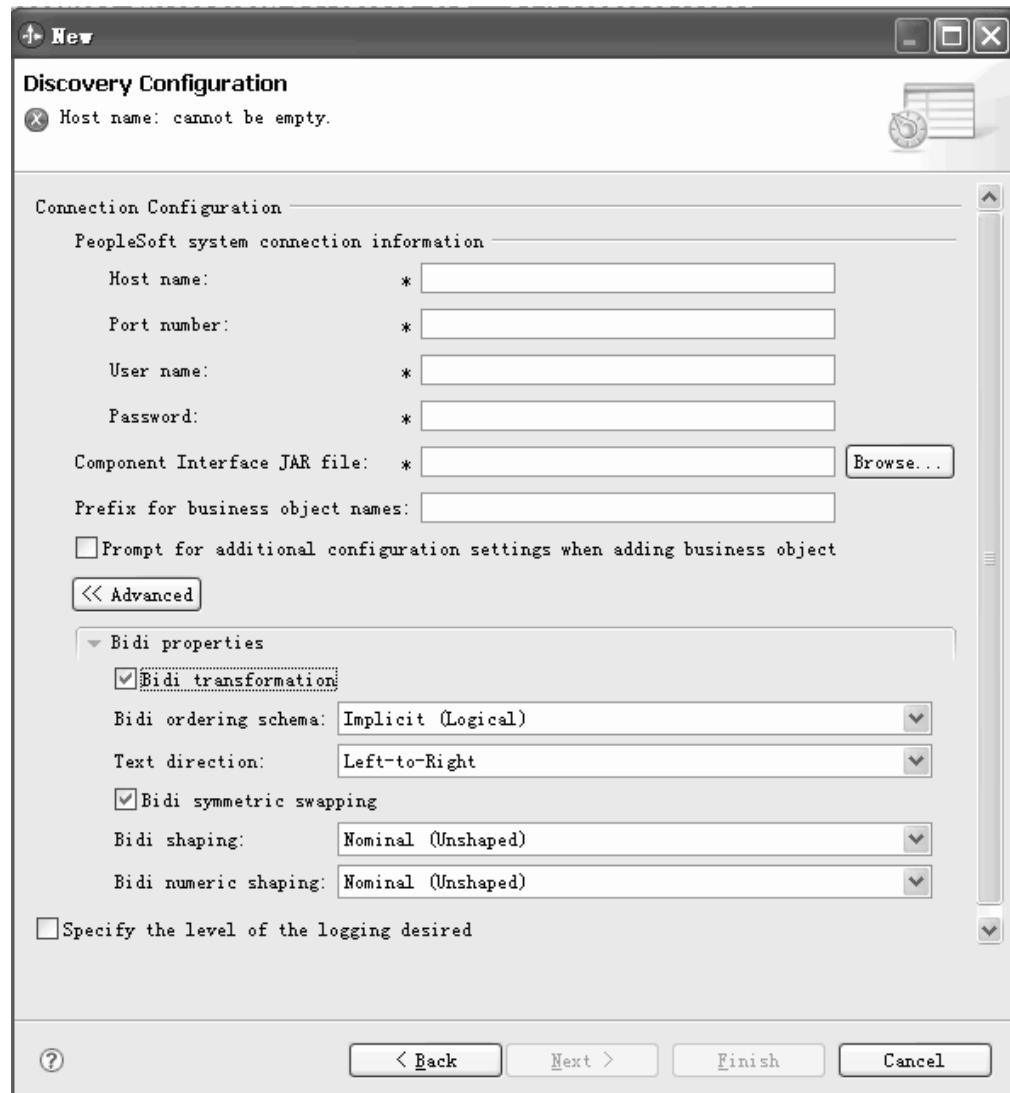 New
Discovery Configuration
Host name: cannot be empty.
Connection Configuration
PeopleSoft system connection information
Host name: *
Port number: *
User name: *
Password: *
Component Interface JAR file: * Browse...
Prefix for business object names:
Prompt for additional configuration settings when adding business object
<< Advanced
Bidi properties
Bidi transformation
Bidi ordering schema: Implicit (Logical)
Text direction: Left-to-Right
Bidi symmetric swapping
Bidi shaping: Nominal (Unshaped)
Bidi numeric shaping: Nominal (Unshaped)
Specify the level of the logging desired
? < Back Next > Finish Cancel